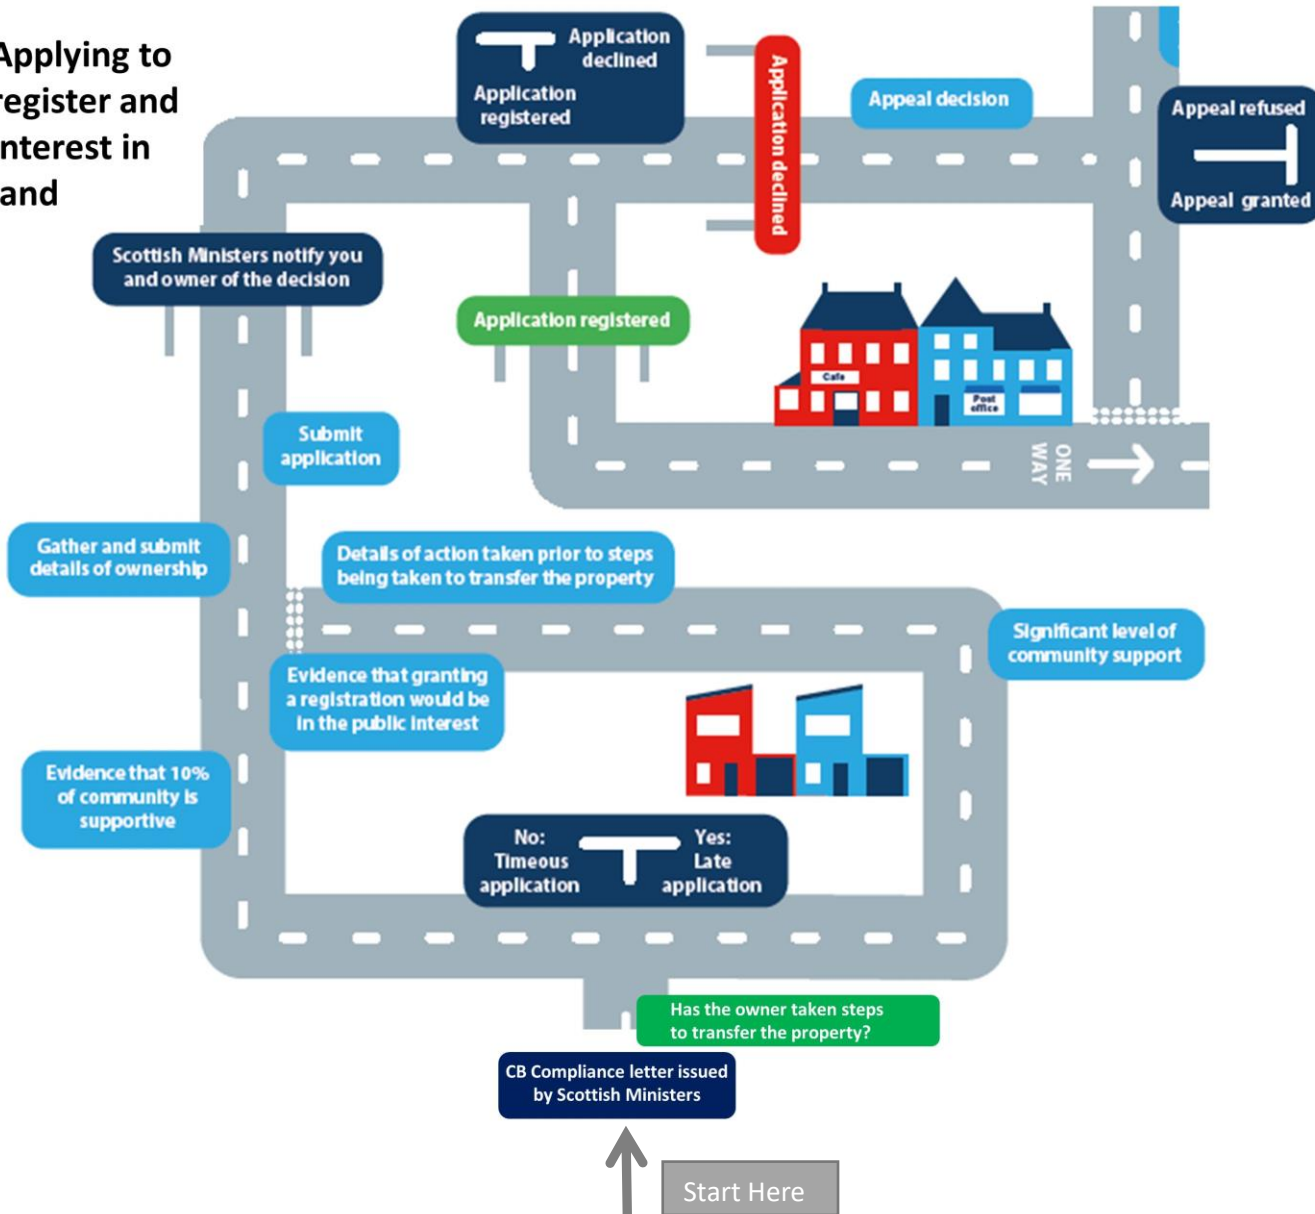 Applying to
register and
nterest in
and
Application
declined
Application
registered
Application declined
Appeal decision
Appeal refused
Appeal granted
Scottish Ministers notify you
and owner of the decision
Application registered
Cafe
Post
office
ONE
WAY
Submit
application
Gather and submit
details of ownership
Details of action taken prior to steps
being taken to transfer the property
Significant level of
community support
Evidence that granting
a registration would be
in the public interest
Evidence that 10%
of community is
supportive
No:
Timeous
application
Yes:
Late
application
Has the owner taken steps
to transfer the property?
CB Compliance letter issued
by Scottish Ministers
Start Here